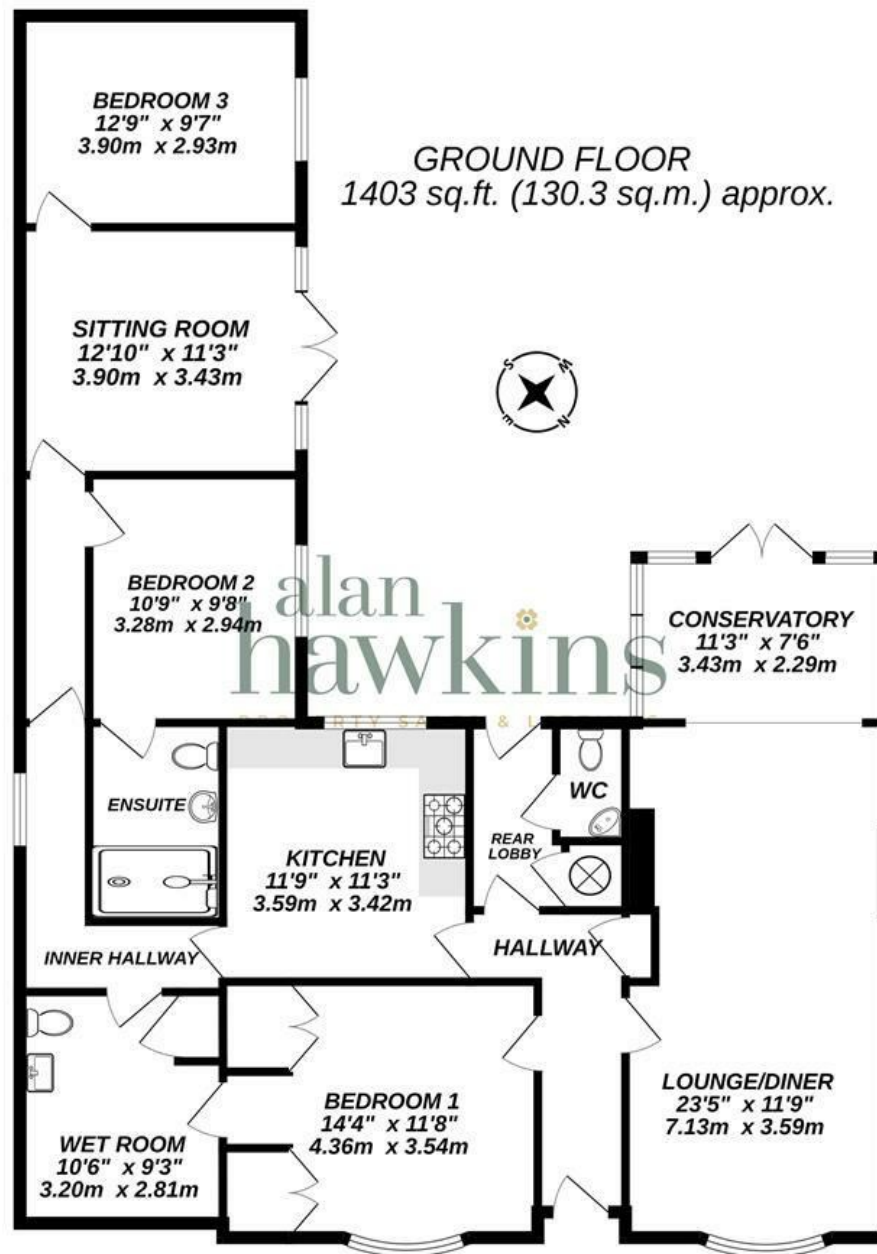 BEDROOM 3
12'9" x 9'7"
3.90m x 2.93m
GROUND FLOOR
1403 sq.ft. (130.3 sq.m.) approx.
SITTING ROOM
12'10" x 11'3"
3.90m x 3.43m
S W
E N
BEDROOM 2
10'9" x 9'8"
3.28m x 2.94m
alan
hawkins
CONSERVATORY
11'3" x 7'6"
3.43m x 2.29m
ENSUITE
WC
REAR
LOBBY
KITCHEN
11'9" x 11'3"
3.59m x 3.42m
INNER HALLWAY
HALLWAY
BEDROOM 1
14'4" x 11'8"
4.36m x 3.54m
LOUNGE/DINER
23'5" x 11'9"
7.13m x 3.59m
WET ROOM
10'6" x 9'3"
3.20m x 2.81m